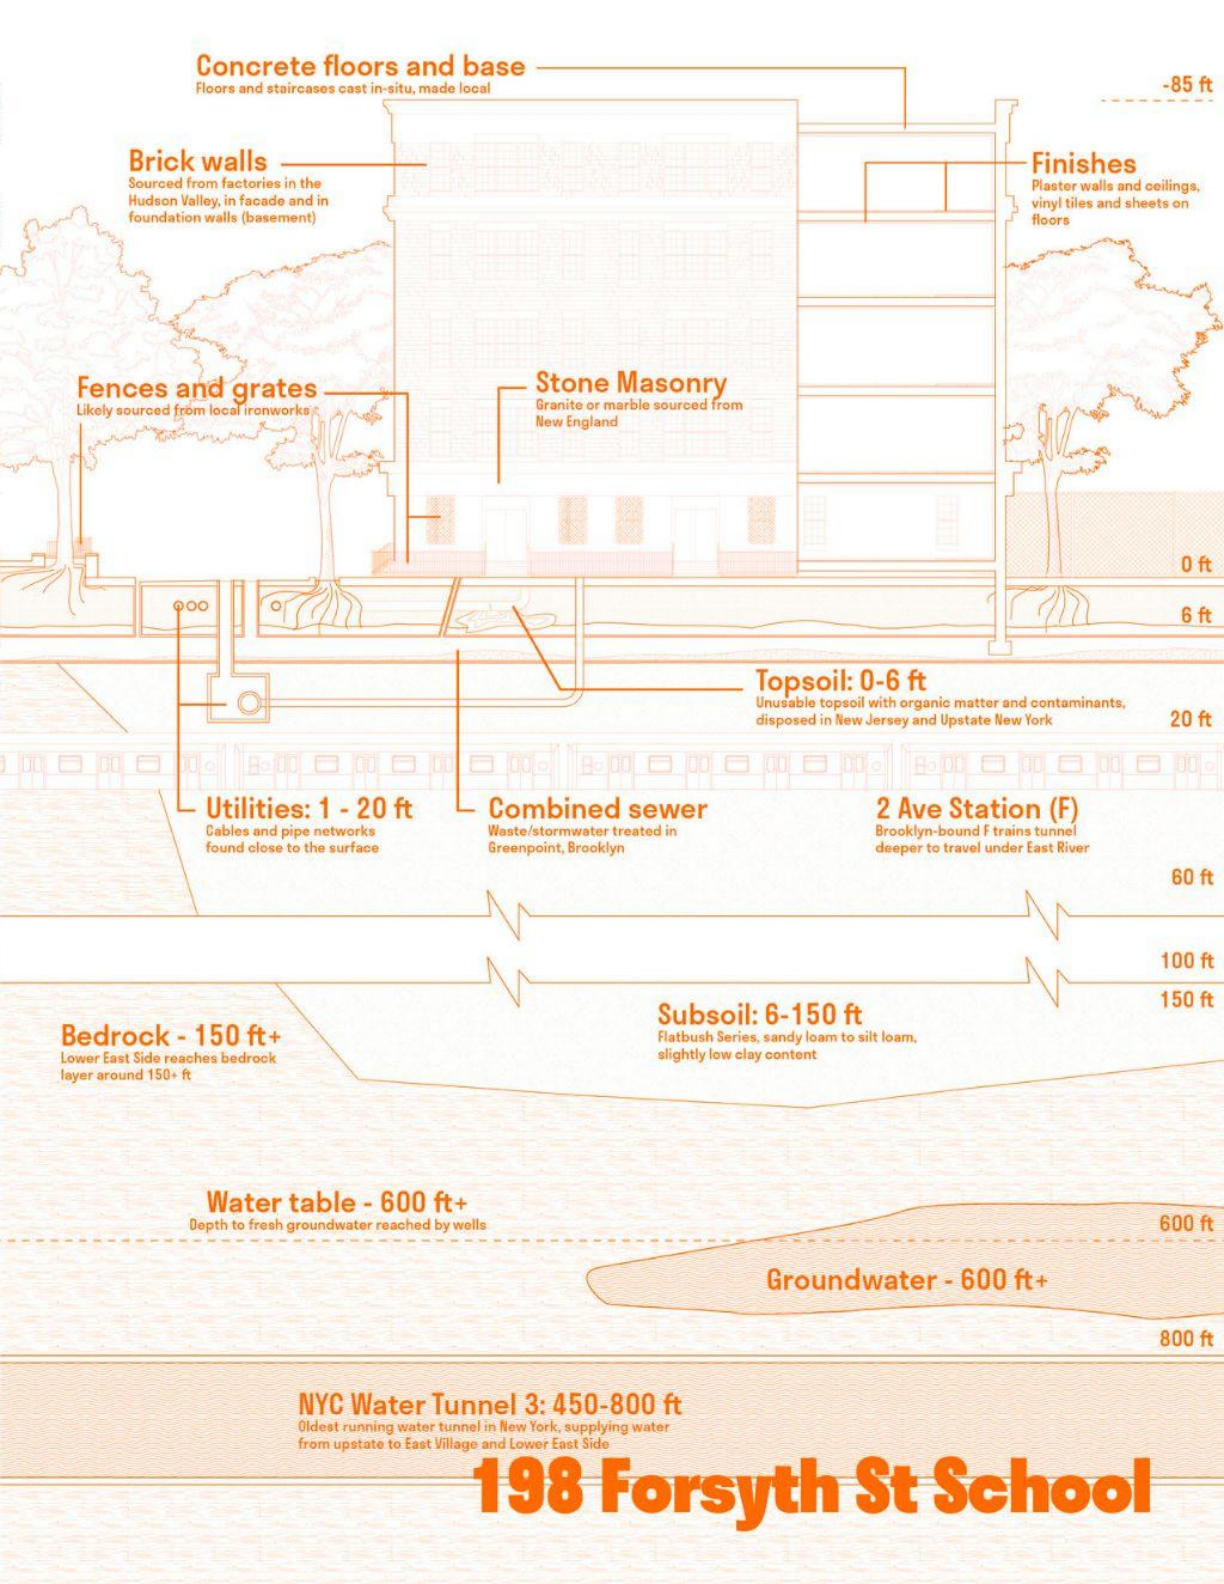 Concrete floors and base
Floors and staircases cast in-situ, made local
-85 ft
Brick walls
Sourced from factories in the
Hudson Valley, in facade and in
foundation walls (basement)
Finishes
Plaster walls and ceilings,
vinyl tiles and sheets on
floors
Fences and grates
Likely sourced from local ironworks
Stone Masonry
Granite or marble sourced from
New England
0 ft
6 ft
Topsoil: 0-6 ft
Unusable topsoil with organic matter and contaminants,
disposed in New Jersey and Upstate New York
20 ft
Utilities: 1 - 20 ft
Cables and pipe networks
found close to the surface
Combined sewer
Waste/stormwater treated in
Greenpoint, Brooklyn
2 Ave Station (F)
Brooklyn-bound F trains tunnel
deeper to travel under East River
60 ft
100 ft
150 ft
Subsoil: 6-150 ft
Flatbush Series, sandy loam to silt loam,
slightly low clay content
Bedrock - 150 ft+
Lower East Side reaches bedrock
layer around 150+ ft
Water table - 600 ft+
Depth to fresh groundwater reached by wells
600 ft
Groundwater - 600 ft+
800 ft
NYC Water Tunnel 3: 450-800 ft
Oldest running water tunnel in New York, supplying water
from upstate to East Village and Lower East Side
198 Forsyth St School